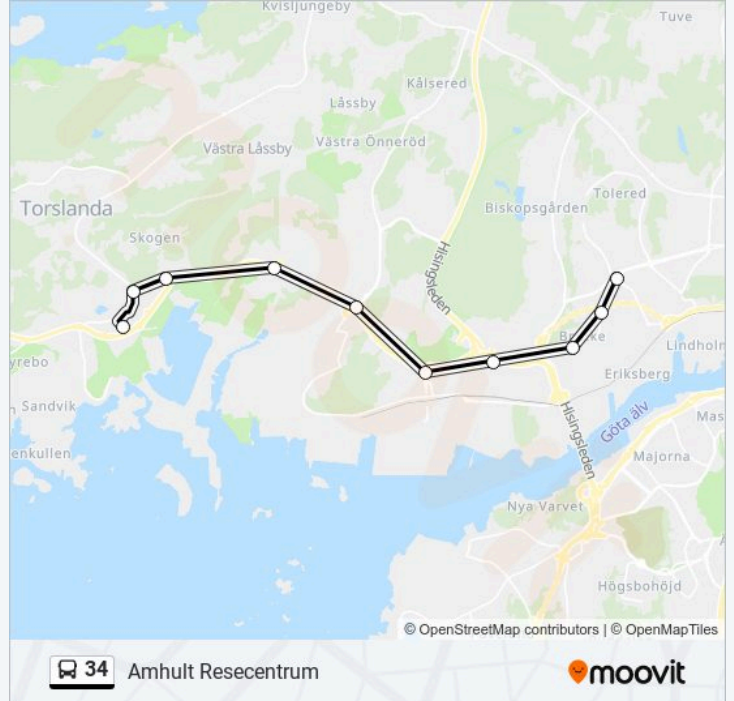 Kvisljungeby
Tuve
Kålsered
Låssby
Västra Önneröd
Västra Låssby
Tolered
Torslanda
Biskopsgården
Skogen
Hisingsleden
Lindholn
yrebo
Eriksberg
Sandvik
Mas
Göta älv
Hisingsleden
enkullen
Majorna
Nya Varvet
Högsbohöjd
© OpenStreetMap contributors | © OpenMapTiles
34 Amhult Resecentrum
moovit